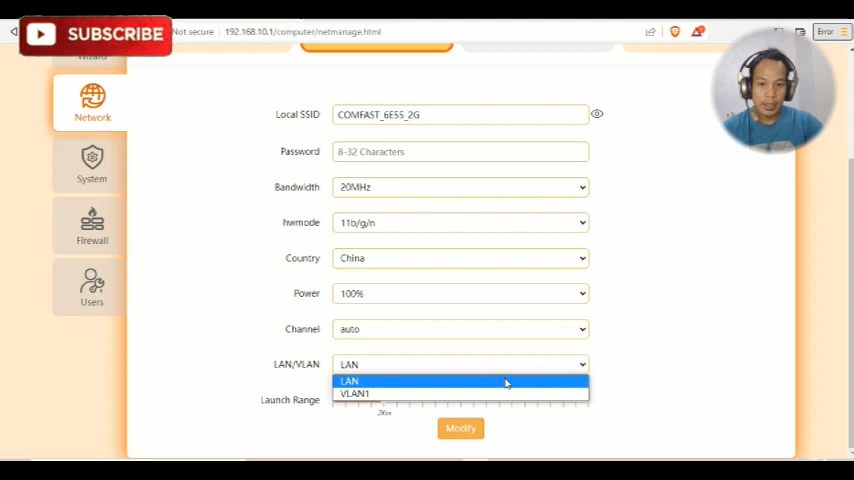 SUBSCRIBE
Not secure
192.168.10.1/computer/netmanage.html
Error
Wizard
Network
System
Firewall
Users
Local SSID
COMFAST_6E55_2G
Password
8-32 Characters
Bandwidth
20MHz
hwmode
11b/g/n
Country
China
Power
100%
Channel
auto
LAN/VLAN
LAN
LAN
VLAN1
Launch Range
2Km
Modify